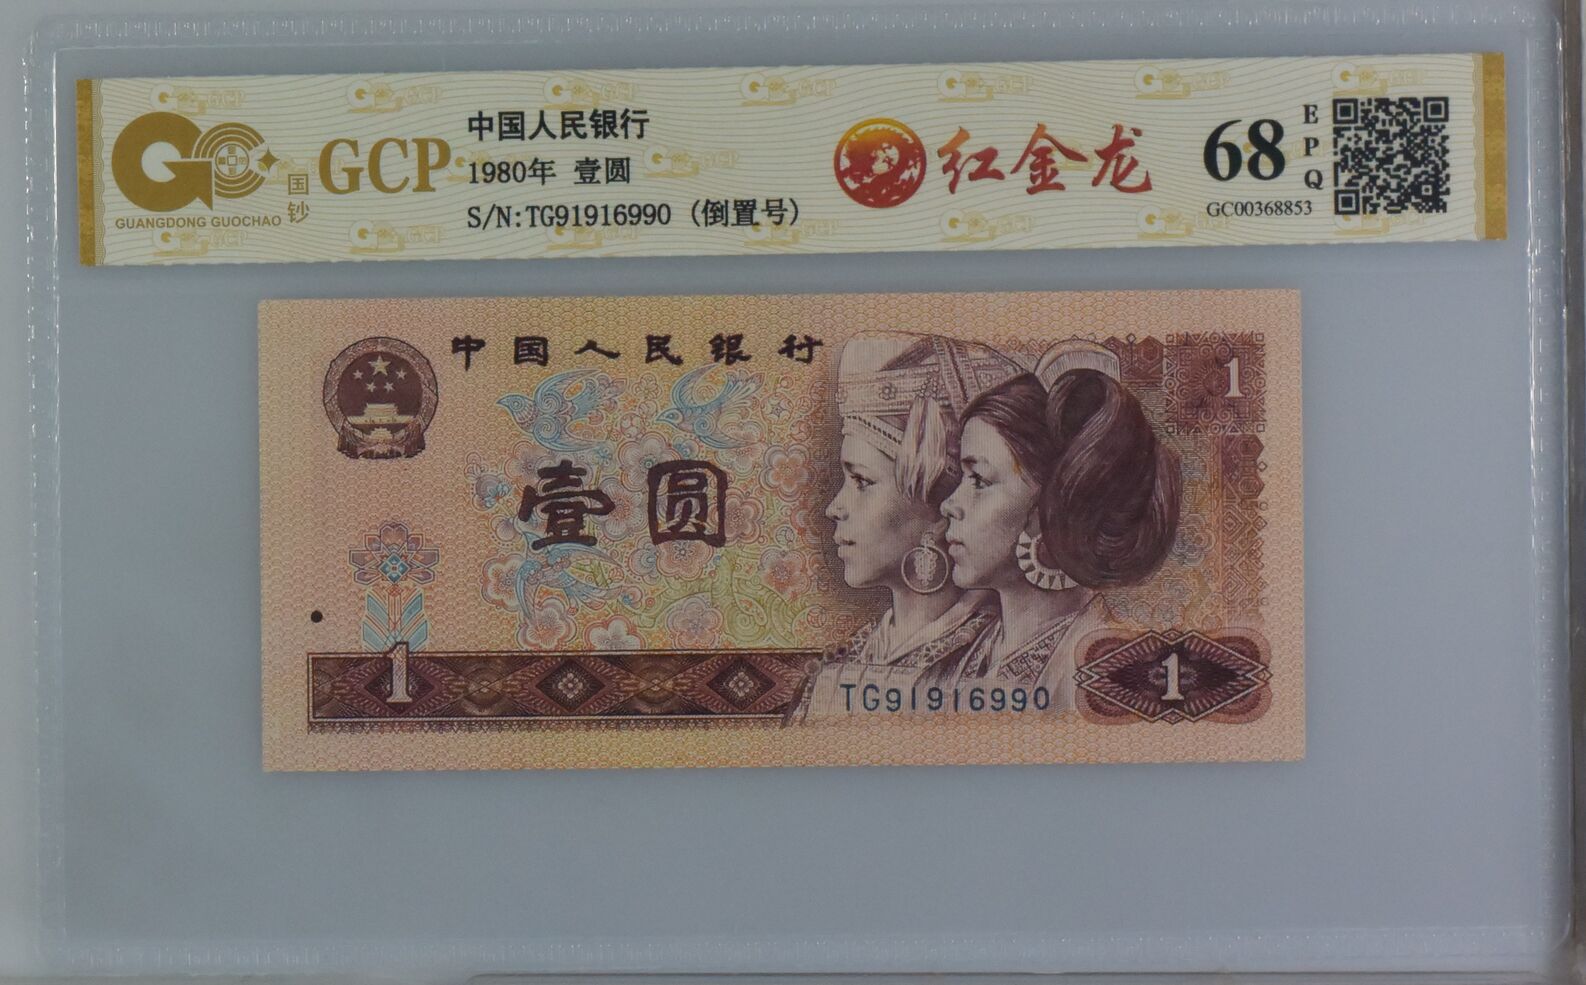 GCP
国钞
GUANGDONG GUOCHAO
中国人民银行
1980年 壹圆
S/N:TG91916990 (倒置号)
红金龙
68
EPQ
GC00368853
中国人民银行
1
壹圆
1
TG91916990
1